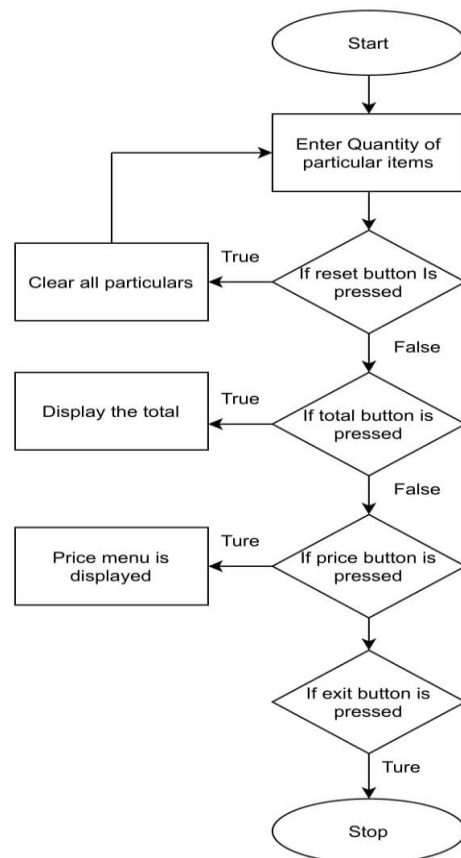 Start
Enter Quantity of
particular items
True
If reset button Is
pressed
Clear all particulars
False
True
If total button is
pressed
Display the total
False
Ture
If price button is
pressed
Price menu is
displayed
If exit button is
pressed
Ture
Stop